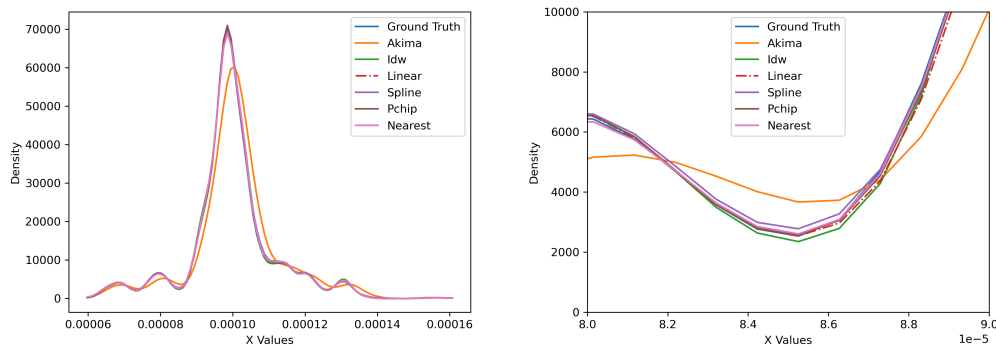 70000
60000
50000
40000
30000
20000
10000
0
Density
0.00006 0.00008 0.00010 0.00012 0.00014 0.00016
X Values
Ground Truth
Akima
Idw
Linear
Spline
Pchip
Nearest
10000
8000
6000
4000
2000
0
Density
8.0 8.2 8.4 8.6 8.8 9.0
1e−5
X Values
Ground Truth
Akima
Idw
Linear
Spline
Pchip
Nearest